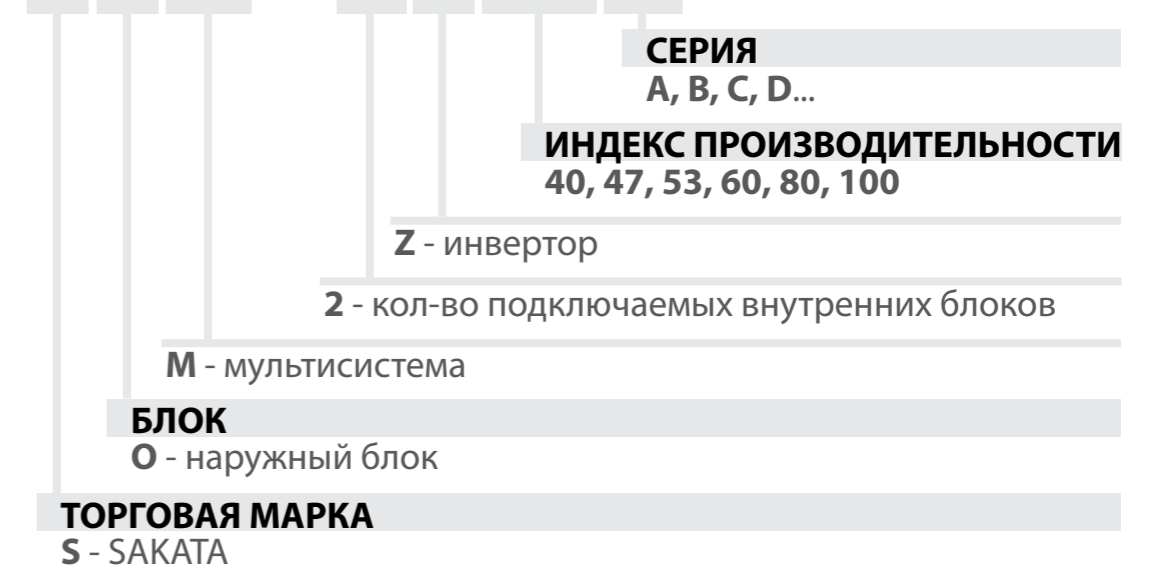 СЕРИЯ
A, B, C, D...
ИНДЕКС ПРОИЗВОДИТЕЛЬНОСТИ
40, 47, 53, 60, 80, 100
Z - инвертор
2 - кол-во подключаемых внутренних блоков
M - мультисистема
БЛОК
O - наружный блок
ТОРГОВАЯ МАРКА
S - SAKATA